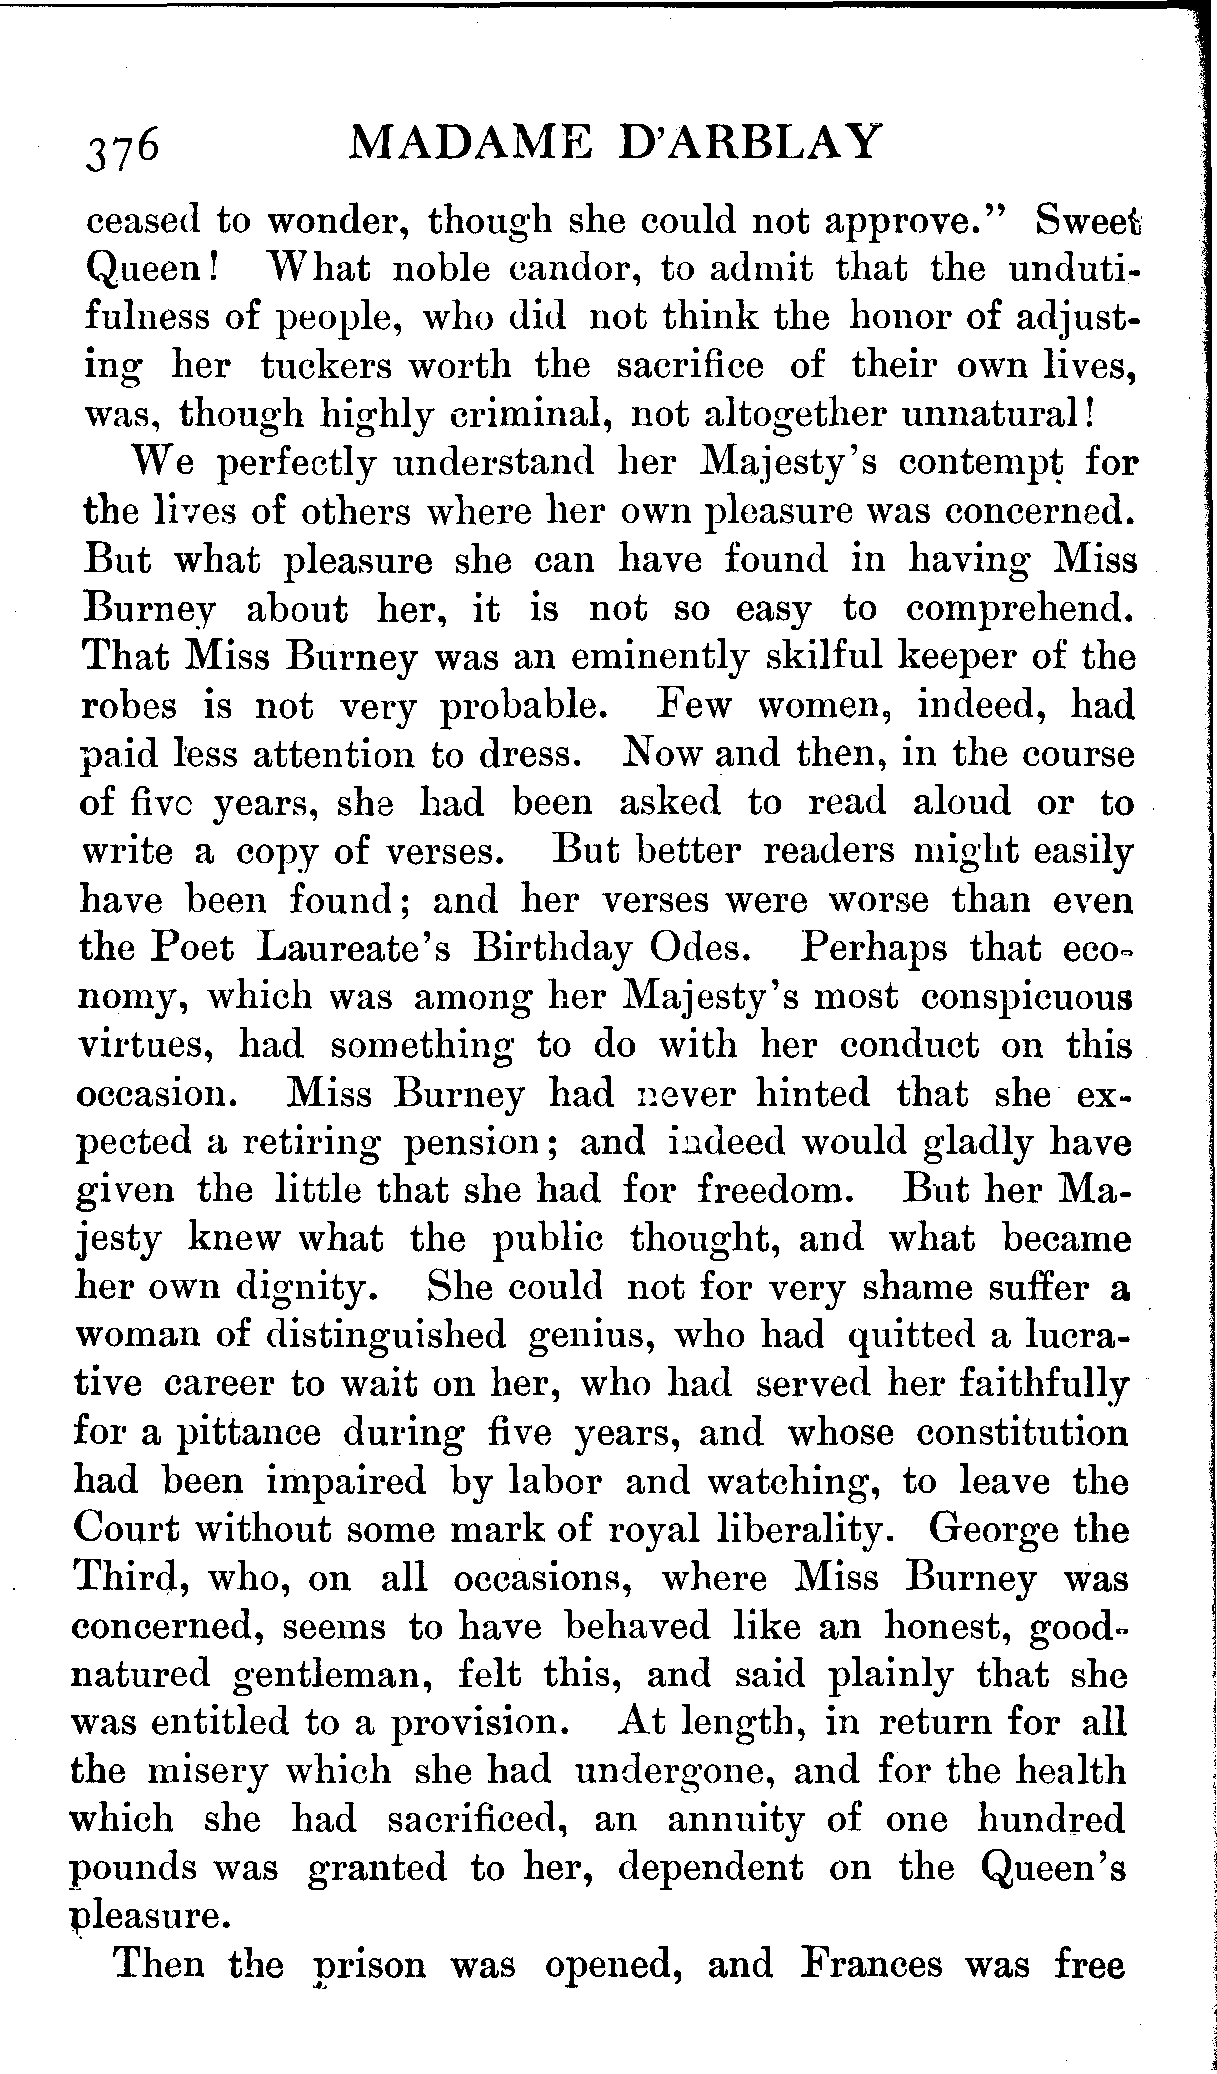 376 MADAME D'ARBLAY
ceased to wonder, though she could not approve." Sweet
Queen! What noble candor, to admit that the unduti-
fulness of people, who did not think the honor of adjust-
ing her tuckers worth the sacrifice of their own lives,
was, though highly criminal, not altogether unnatural!
We perfectly understand her Majesty's contempt for
the lives of others where her own pleasure was concerned.
But what pleasure she can have found in having Miss
Burney about her, it is not so easy to comprehend.
That Miss Burney was an eminently skilful keeper of the
robes is not very probable. Few women, indeed, had
paid less attention to dress. Now and then, in the course
of five years, she had been asked to read aloud or to
write a copy of verses. But better readers might easily
have been found; and her verses were worse than even
the Poet Laureate's Birthday Odes. Perhaps that eco-
nomy, which was among her Majesty's most conspicuous
virtues, had something to do with her conduct on this
occasion. Miss Burney had never hinted that she ex-
pected a retiring pension; and indeed would gladly have
given the little that she had for freedom. But her Ma-
jesty knew what the public thought, and what became
her own dignity. She could not for very shame suffer a
woman of distinguished genius, who had quitted a lucra-
tive career to wait on her, who had served her faithfully
for a pittance during five years, and whose constitution
had been impaired by labor and watching, to leave the
Court without some mark of royal liberality. George the
Third, who, on all occasions, where Miss Burney was
concerned, seems to have behaved like an honest, good-
natured gentleman, felt this, and said plainly that she
was entitled to a provision. At length, in return for all
the misery which she had undergone, and for the health
which she had sacrificed, an annuity of one hundred
pounds was granted to her, dependent on the Queen's
pleasure.
Then the prison was opened, and Frances was free